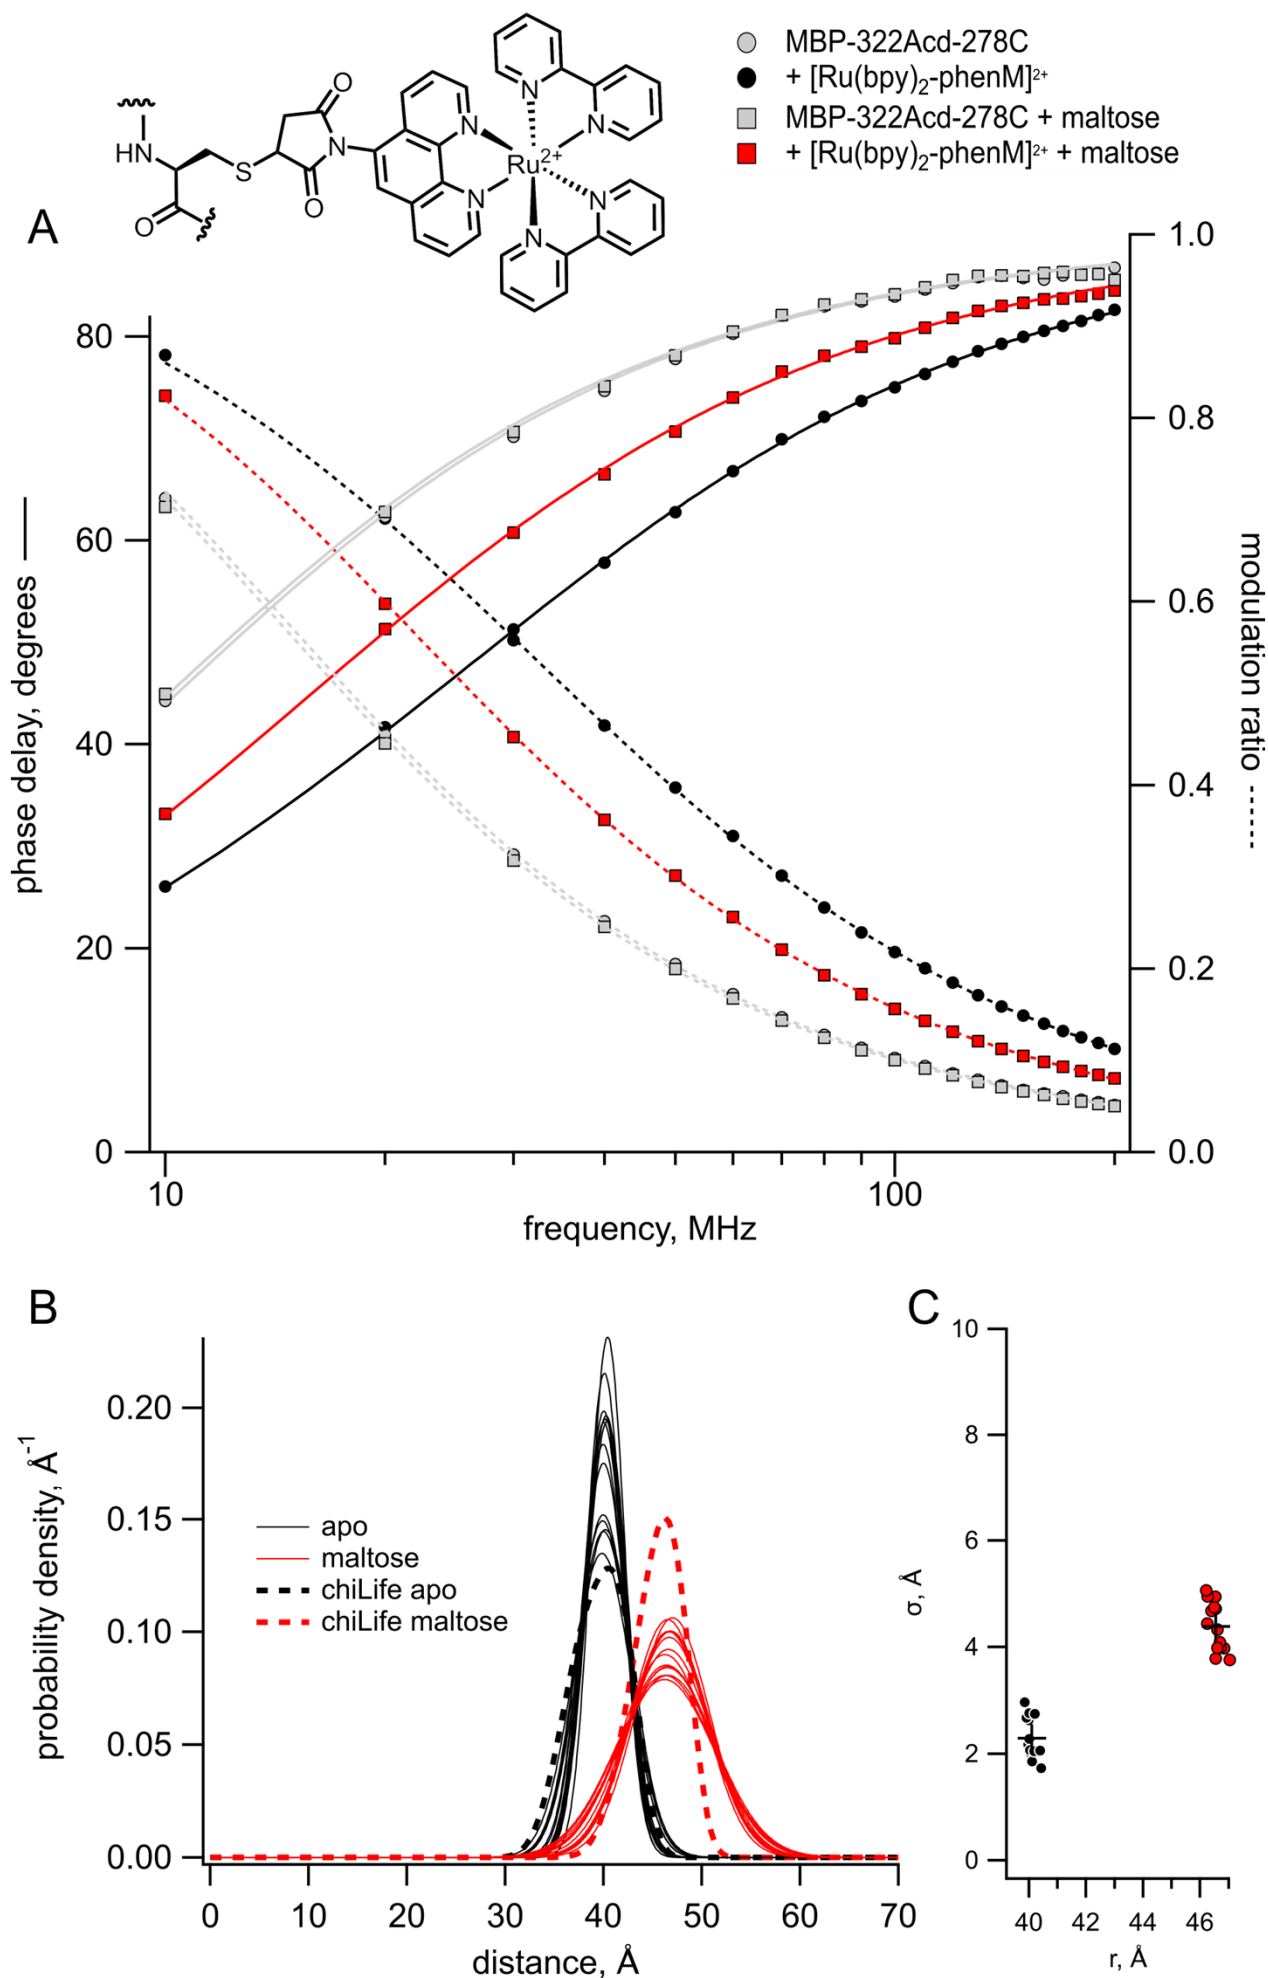 MBP-322Acd-278C
+ [Ru(bpy)₂-phenM]²⁺
MBP-322Acd-278C + maltose
+ [Ru(bpy)₂-phenM]²⁺ + maltose
A
HN
O
S
O
N
O
N
N
Ru²⁺
N
N
N
N
phase delay, degrees
80
60
40
20
0
1.0
0.8
0.6
0.4
0.2
0.0
modulation ratio
10
100
frequency, MHz
B
probability density, Å⁻¹
0.20
0.15
0.10
0.05
0.00
apo
maltose
chiLife apo
chiLife maltose
0 10 20 30 40 50 60 70
distance, Å
C
σ, Å
10
8
6
4
2
0
40 42 44 46
r, Å